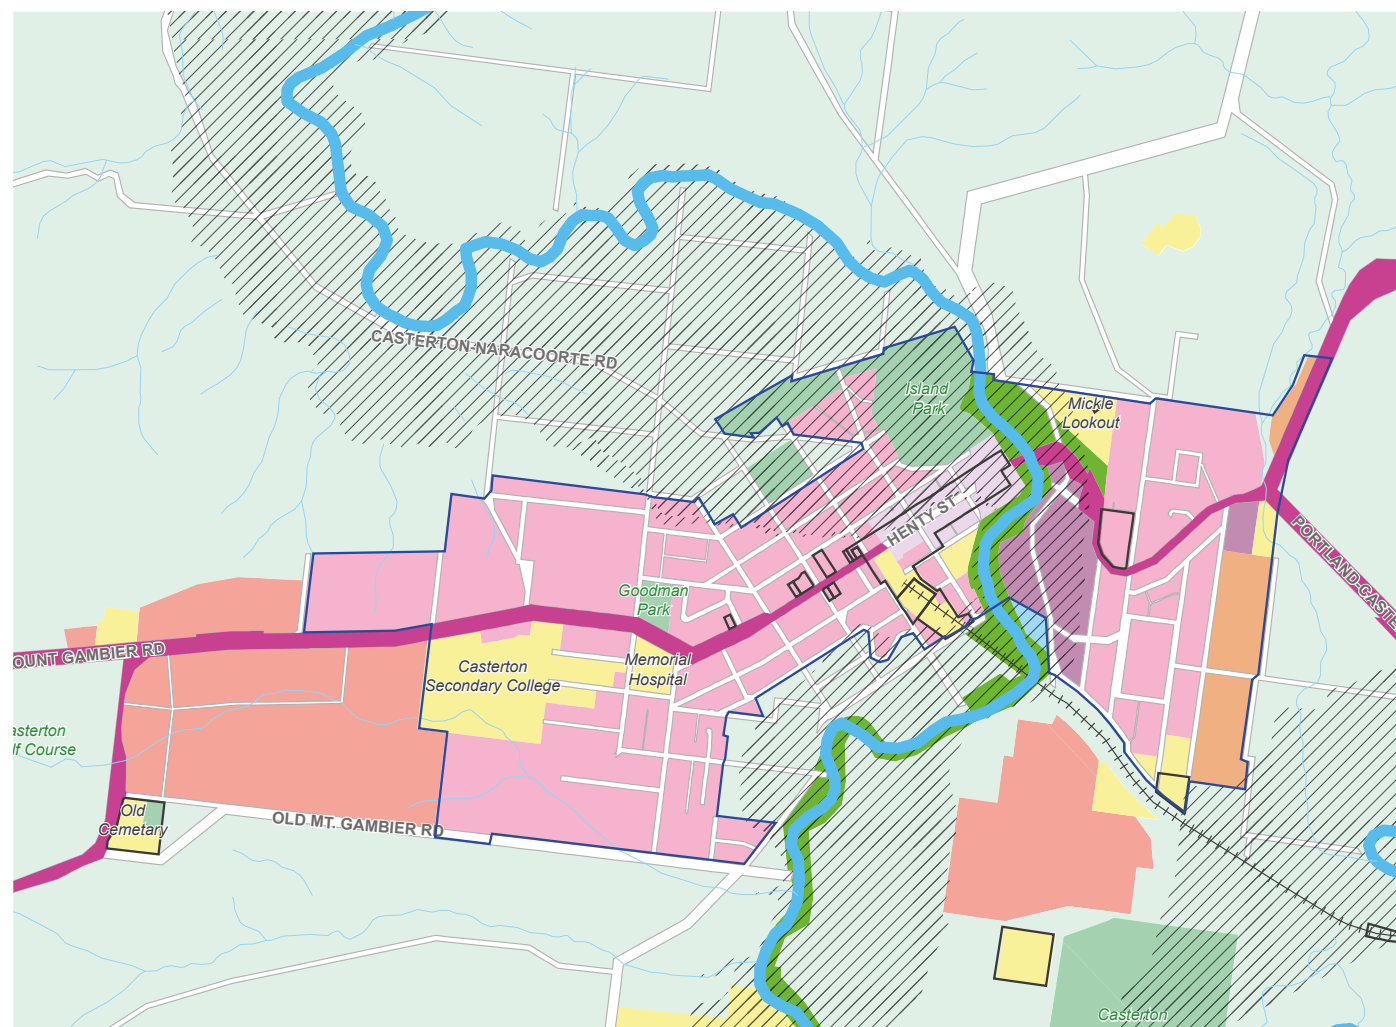 CASTERTON-NARACOORTE RD
Island
Park
Mickle
Lookout
HENTY ST
PORTLAND-CASTE
Goodman
Park
OUNT GAMBIER RD
Casterton
Secondary College
Memorial
Hospital
asterton
lf Course
Old
Cemetary
OLD MT. GAMBIER RD
Casterton